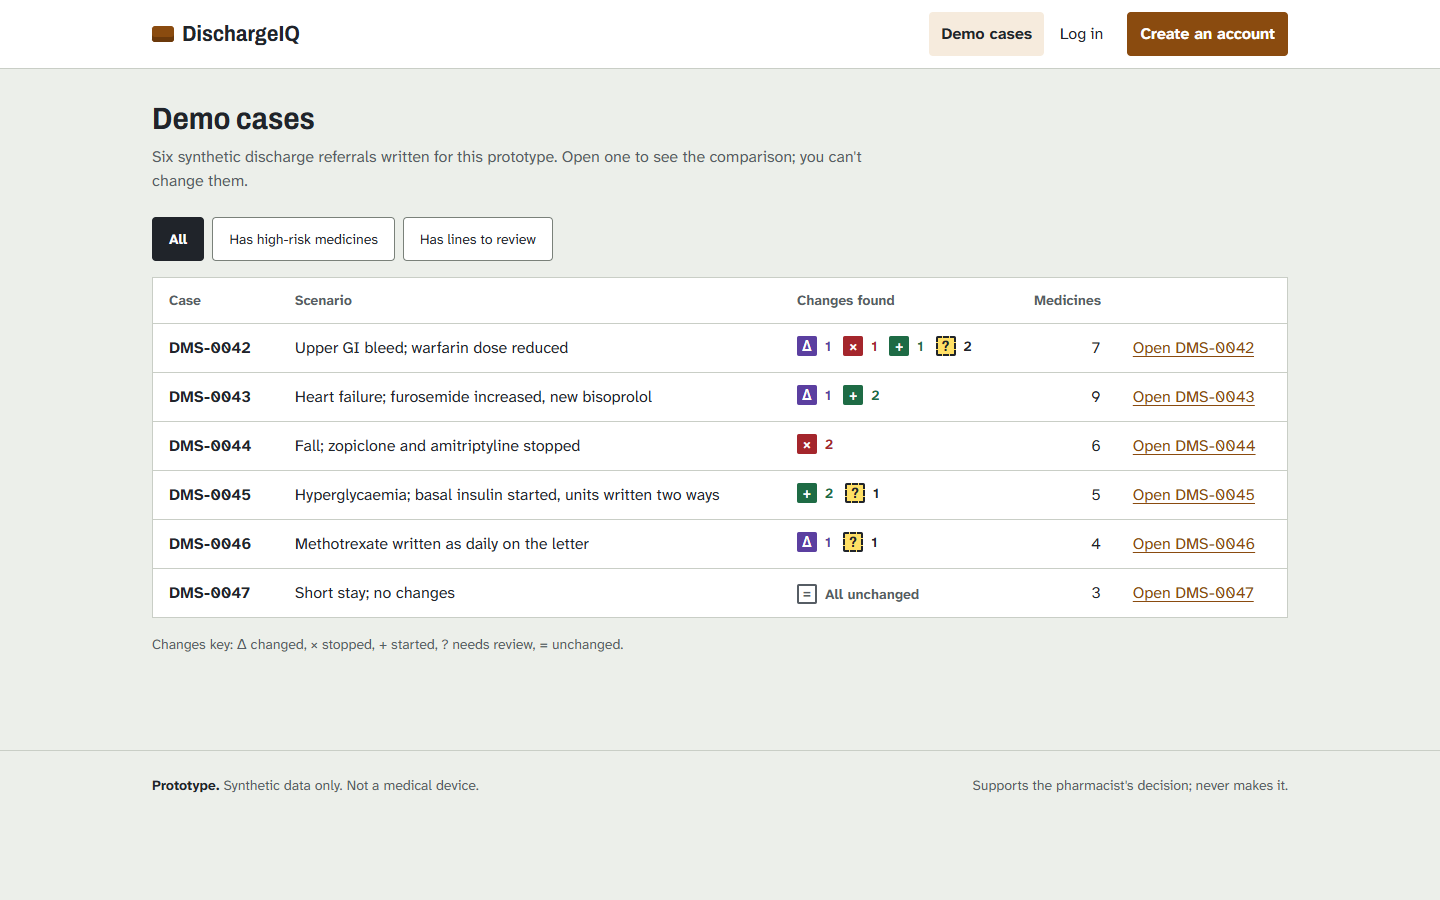 DischargeIQ
Demo cases Log in Create an account
Demo cases
Six synthetic discharge referrals written for this prototype. Open one to see the comparison; you can't
change them.
All Has high-risk medicines Has lines to review
Case Scenario Changes found Medicines
DMS-0042 Upper GI bleed; warfarin dose reduced Δ 1 × 1 + 1 ? 2 7 Open DMS-0042
DMS-0043 Heart failure; furosemide increased, new bisoprolol Δ 1 + 2 9 Open DMS-0043
DMS-0044 Fall; zopiclone and amitriptyline stopped × 2 6 Open DMS-0044
DMS-0045 Hyperglycaemia; basal insulin started, units written two ways + 2 ? 1 5 Open DMS-0045
DMS-0046 Methotrexate written as daily on the letter Δ 1 ? 1 4 Open DMS-0046
DMS-0047 Short stay; no changes = All unchanged 3 Open DMS-0047
Changes key: Δ changed, × stopped, + started, ? needs review, = unchanged.
Prototype. Synthetic data only. Not a medical device.
Supports the pharmacist's decision; never makes it.